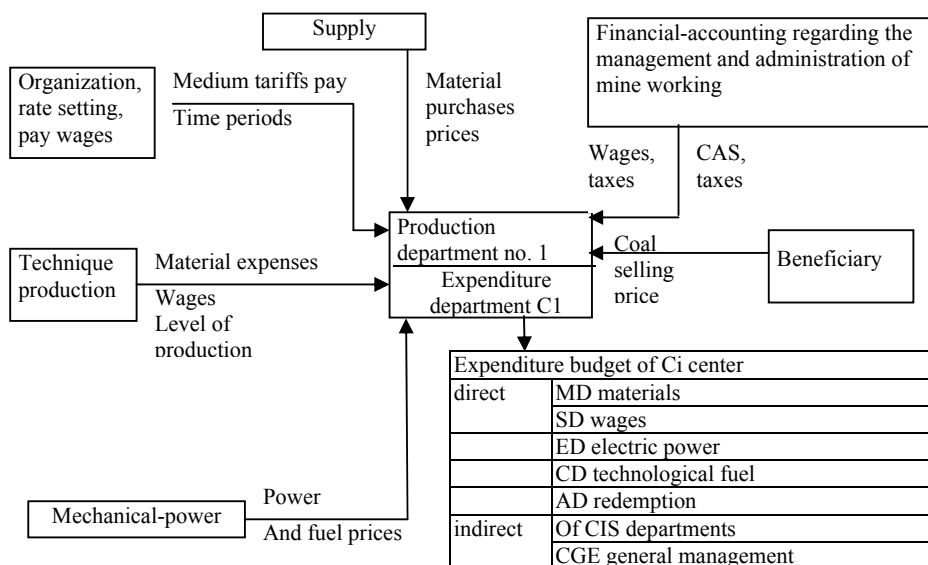 Supply
Financial-accounting regarding the
management and administration of
mine working
Organization,
rate setting,
pay wages
Medium tariffs pay
Time periods
Material
purchases
prices
Wages,
taxes
CAS,
taxes
Production
department no. 1
Expenditure
department C1
Technique
production
Material expenses
Wages
Level of
production
Coal
selling
price
Beneficiary
Expenditure budget of Ci center
direct
MD materials
SD wages
ED electric power
CD technological fuel
AD redemption
indirect
Of CIS departments
CGE general management
Mechanical-power
Power
And fuel prices